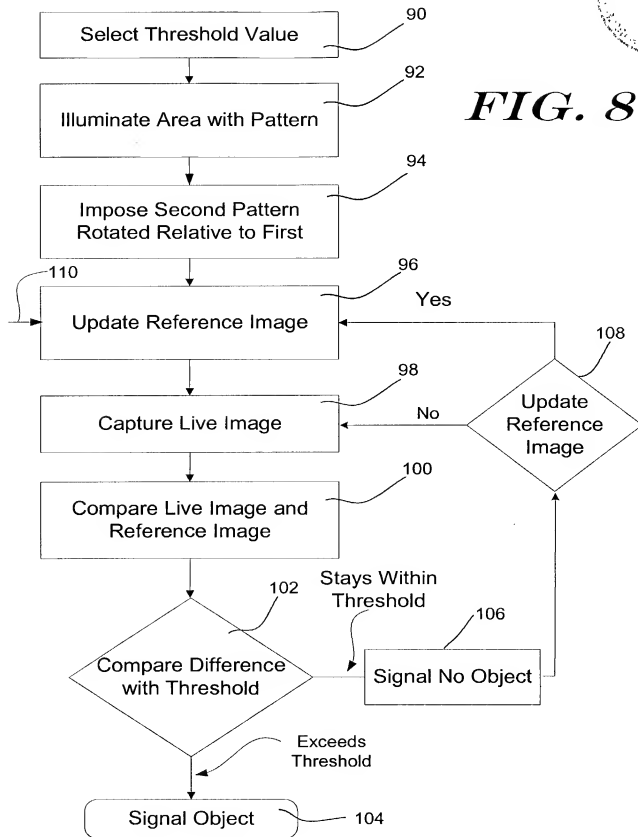 Select Threshold Value
90
92
Illuminate Area with Pattern
FIG. 8
94
Impose Second Pattern
Rotated Relative to First
110
96
Update Reference Image
Yes
108
98
Capture Live Image
No
Update
Reference
Image
100
Compare Live Image and
Reference Image
102
Stays Within
Threshold
106
Compare Difference
with Threshold
Signal No Object
Exceeds
Threshold
Signal Object
104